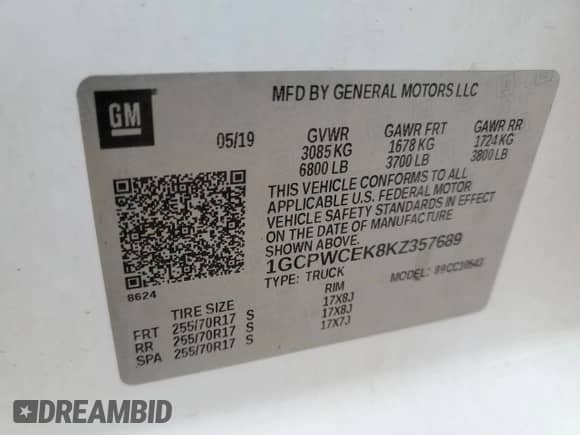 GM
MFD BY GENERAL MOTORS LLC
05/19 GVWR GAWR FRT GAWR RR
3085 KG 1678 KG 1724 KG
6800 LB 3700 LB 3800 LB
THIS VEHICLE CONFORMS TO ALL
APPLICABLE U.S. FEDERAL MOTOR
VEHICLE SAFETY STANDARDS IN EFFECT
ON THE DATE OF MANUFACTURE
SHOWN ABOVE.
1GCPWCEK8KZ357689
TYPE: TRUCK MODEL:
8624
TIRE SIZE RIM
FRT 255/70R17 S 17X8J
RR 255/70R17 S 17X8J
SPA 255/70R17 S 17X7J
DREAMBID